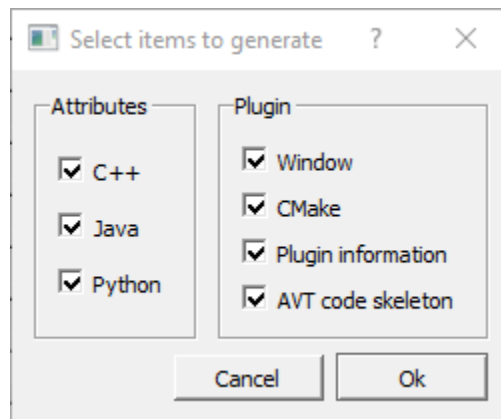 Select items to generate ?
Attributes
C++
Java
Python
Plugin
Window
CMake
Plugin information
AVT code skeleton
Cancel
Ok